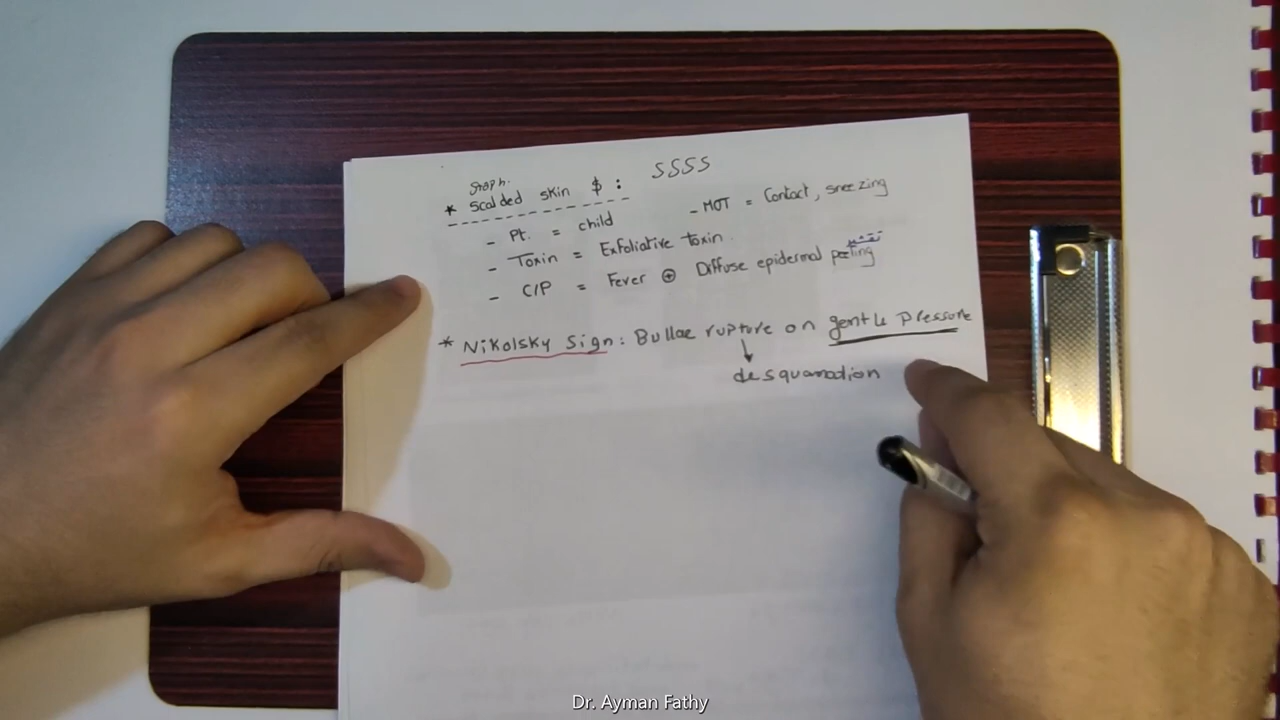 Staph.
* Scalded skin $ : SSSS
- Pt. = child - MOT = Contact, sneezing
- Toxin = Exfoliative toxin.
- C/P = Fever ⊕ Diffuse epidermal peeling تقشير
* Nikolsky Sign : Bullae rupture on gentle Pressure
↓
desquamation
Dr. Ayman Fathy